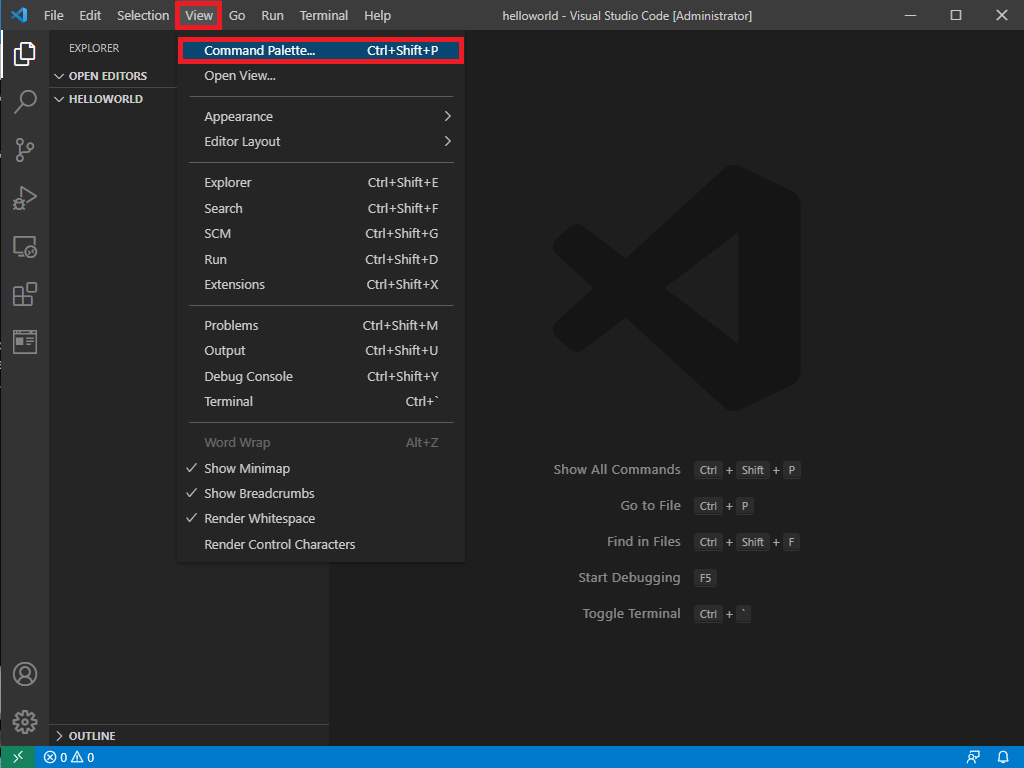 File Edit Selection View Go Run Terminal Help helloworld - Visual Studio Code [Administrator]
EXPLORER
OPEN EDITORS
HELLOWORLD
Command Palette... Ctrl+Shift+P
Open View...
Appearance
Editor Layout
Explorer Ctrl+Shift+E
Search Ctrl+Shift+F
SCM Ctrl+Shift+G
Run Ctrl+Shift+D
Extensions Ctrl+Shift+X
Problems Ctrl+Shift+M
Output Ctrl+Shift+U
Debug Console Ctrl+Shift+Y
Terminal Ctrl+`
Word Wrap Alt+Z
Show Minimap
Show Breadcrumbs
Render Whitespace
Render Control Characters
Show All Commands Ctrl + Shift + P
Go to File Ctrl + P
Find in Files Ctrl + Shift + F
Start Debugging F5
Toggle Terminal Ctrl + `
OUTLINE
0 0